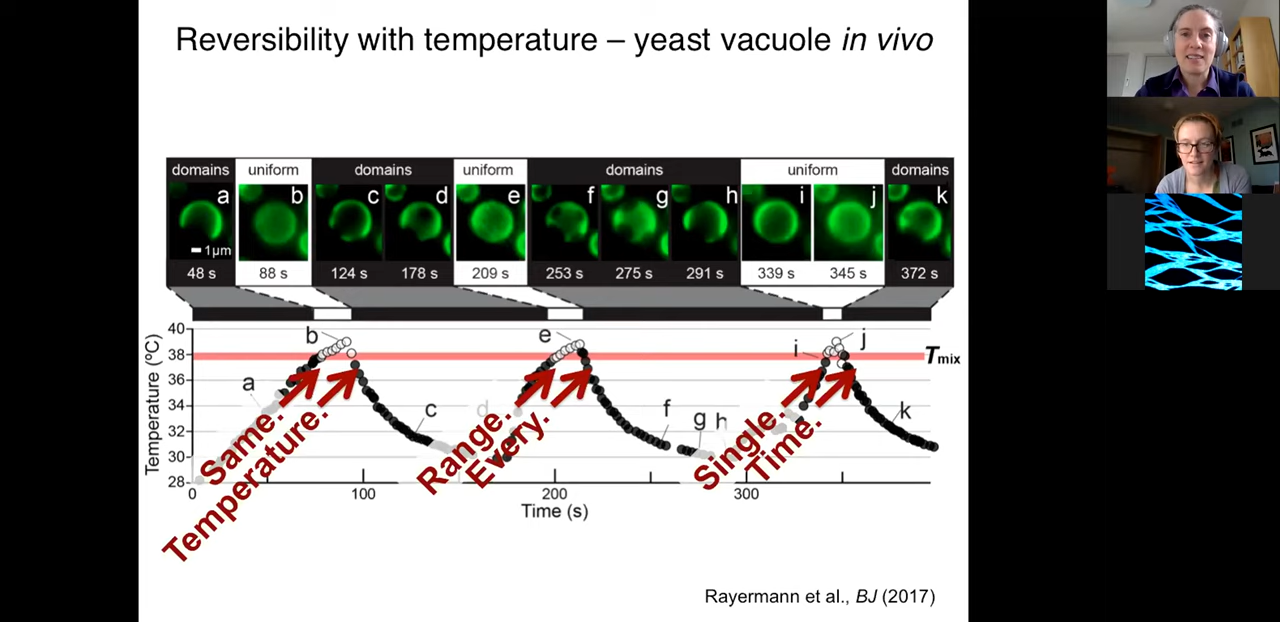 Reversibility with temperature – yeast vacuole in vivo
domains uniform domains uniform domains uniform domains
a b c d e f g h i j k
1μm
48 s 88 s 124 s 178 s 209 s 253 s 275 s 291 s 339 s 345 s 372 s
40
38
36
34
32
30
28
Temperature (ºC)
a b c d e f g h i j k
Tmix
Same. Temperature. Range. Every. Single. Time.
0 100 200 300
Time (s)
Rayermann et al., BJ (2017)